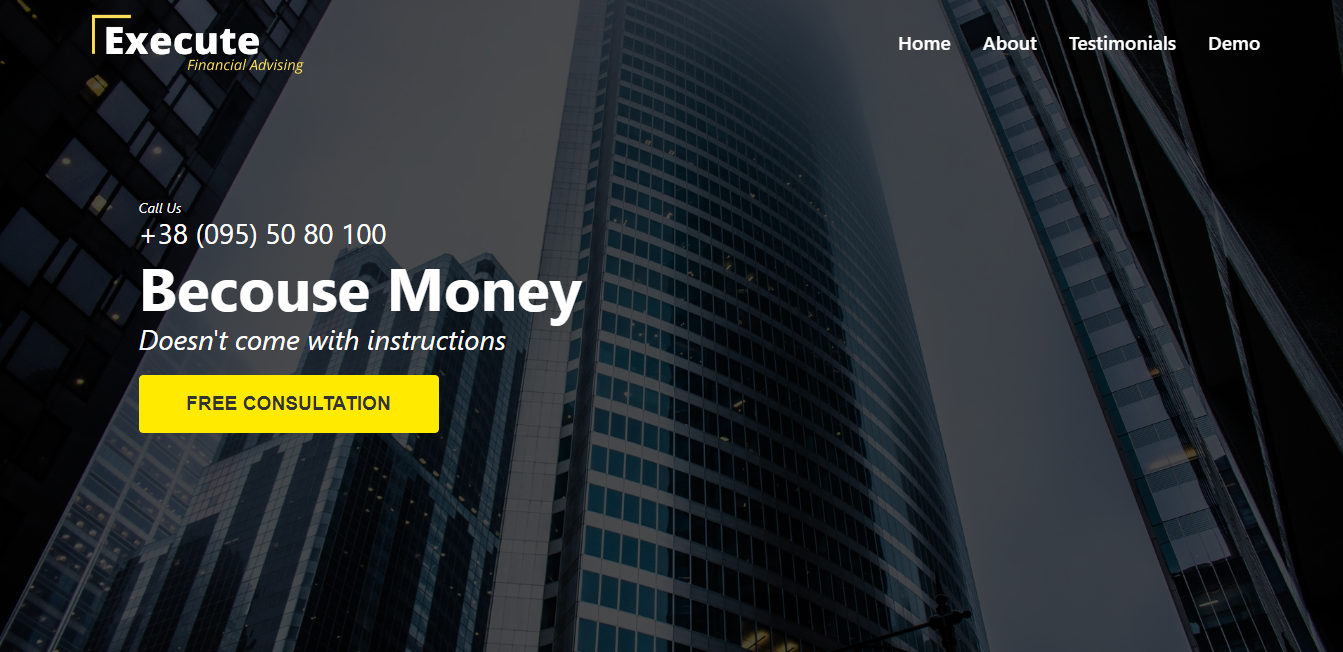 Execute
Financial Advising
Home About Testimonials Demo
Call Us
+38 (095) 50 80 100
Becouse Money
Doesn't come with instructions
FREE CONSULTATION